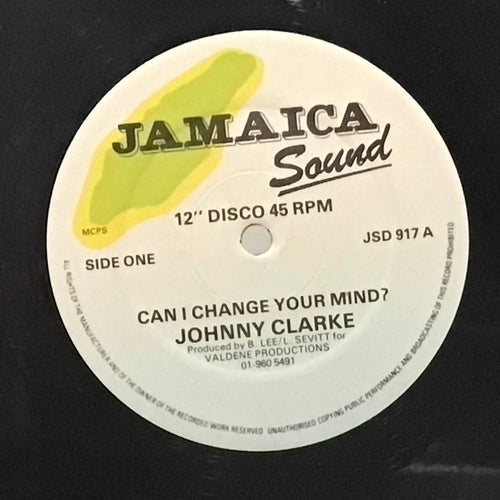 JAMAICA
Sound
12" DISCO 45 RPM
MCPS
SIDE ONE
JSD 917 A
CAN I CHANGE YOUR MIND?
JOHNNY CLARKE
Produced by B. LEE/L. SEVITT for
VALDENE PRODUCTIONS
01-960 5491
ALL RIGHTS OF THE MANUFACTURER AND OF THE OWNER OF THE RECORDED WORK RESERVED UNAUTHORISED COPYING PUBLIC PERFORMANCE AND BROADCASTING OF THIS RECORD PROHIBITED